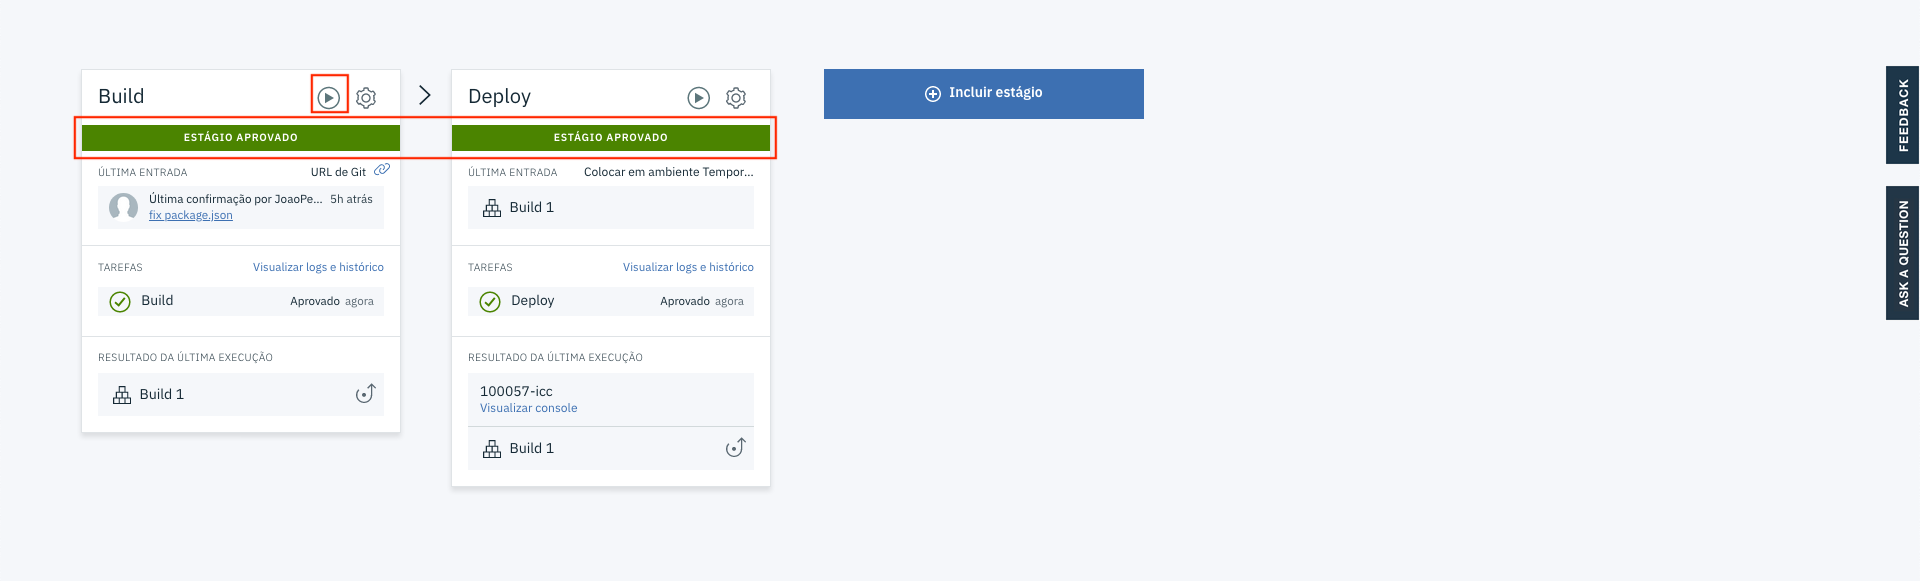 Build
ESTÁGIO APROVADO
ÚLTIMA ENTRADA
URL de Git
Última confirmação por JoaoPe...
5h atrás
fix package.json
TAREFAS
Visualizar logs e histórico
Build
Aprovado agora
RESULTADO DA ÚLTIMA EXECUÇÃO
Build 1
Deploy
ESTÁGIO APROVADO
ÚLTIMA ENTRADA
Colocar em ambiente Tempor...
Build 1
TAREFAS
Visualizar logs e histórico
Deploy
Aprovado agora
RESULTADO DA ÚLTIMA EXECUÇÃO
100057-icc
Visualizar console
Build 1
Incluir estágio
FEEDBACK
ASK A QUESTION